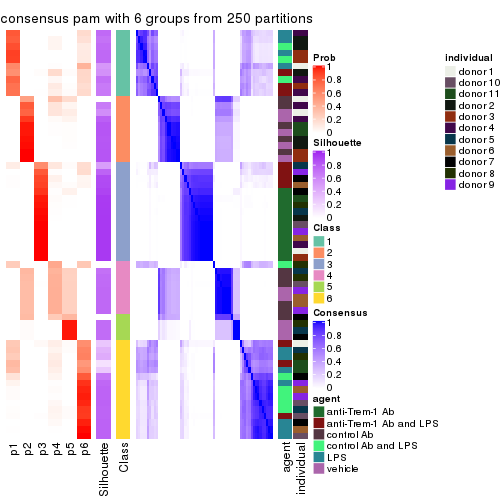 consensus pam with 6 groups from 250 partitions
Prob
1
0.8
0.6
0.4
0.2
0
Silhouette
1
0.8
0.6
0.4
0.2
0
Class
1
2
3
4
5
6
Consensus
1
0.8
0.6
0.4
0.2
0
agent
anti-Trem-1 Ab
anti-Trem-1 Ab and LPS
control Ab
control Ab and LPS
LPS
vehicle
individual
donor 1
donor 10
donor 11
donor 2
donor 3
donor 4
donor 5
donor 6
donor 7
donor 8
donor 9
p1
p2
p3
p4
p5
p6
Silhouette
Class
agent
individual